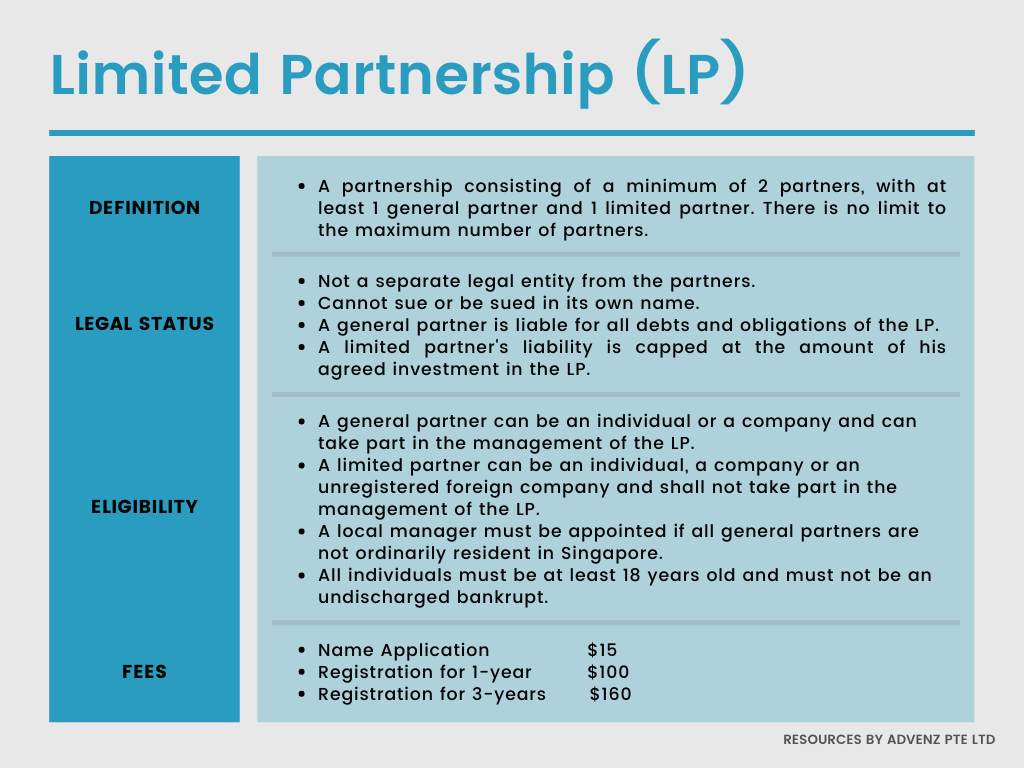 Limited Partnership (LP)
DEFINITION
• A partnership consisting of a minimum of 2 partners, with at
least 1 general partner and 1 limited partner. There is no limit to
the maximum number of partners.
LEGAL STATUS
• Not a separate legal entity from the partners.
• Cannot sue or be sued in its own name.
• A general partner is liable for all debts and obligations of the LP.
• A limited partner's liability is capped at the amount of his
agreed investment in the LP.
ELIGIBILITY
• A general partner can be an individual or a company and can
take part in the management of the LP.
• A limited partner can be an individual, a company or an
unregistered foreign company and shall not take part in the
management of the LP.
• A local manager must be appointed if all general partners are
not ordinarily resident in Singapore.
• All individuals must be at least 18 years old and must not be an
undischarged bankrupt.
FEES
• Name Application $15
• Registration for 1-year $100
• Registration for 3-years $160
RESOURCES BY ADVENZ PTE LTD